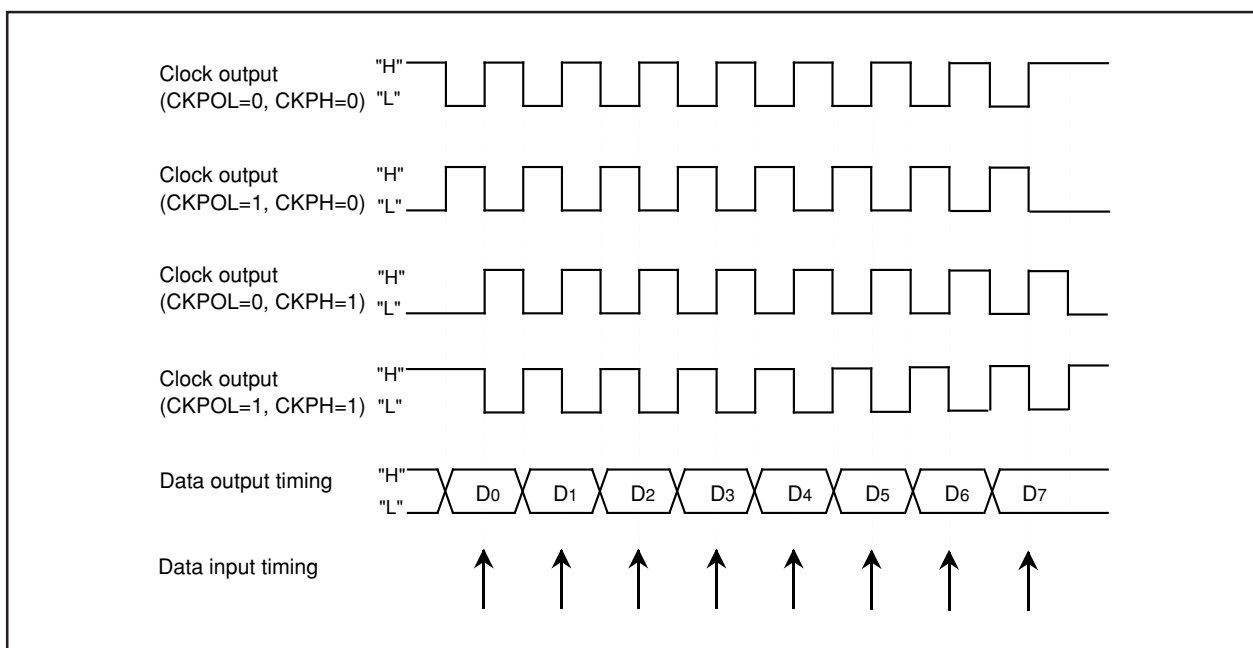 Clock output
(CKPOL=0, CKPH=0)
"H"
"L"
Clock output
(CKPOL=1, CKPH=0)
"H"
"L"
Clock output
(CKPOL=0, CKPH=1)
"H"
"L"
Clock output
(CKPOL=1, CKPH=1)
"H"
"L"
Data output timing
"H"
"L"
D0 D1 D2 D3 D4 D5 D6 D7
Data input timing